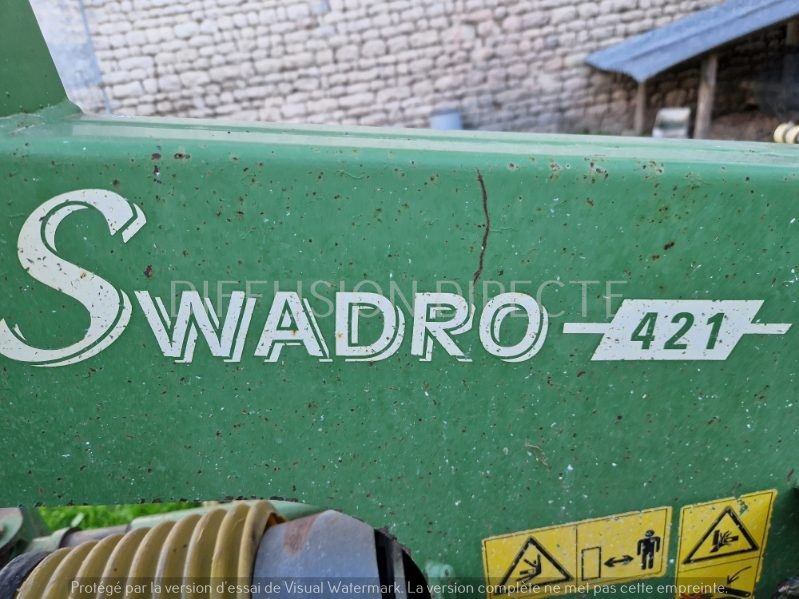 DIFFUSION DIRECTE
SWADRO 421
Protégé par la version d'essai de Visual Watermark. La version complète ne met pas cette empreinte.